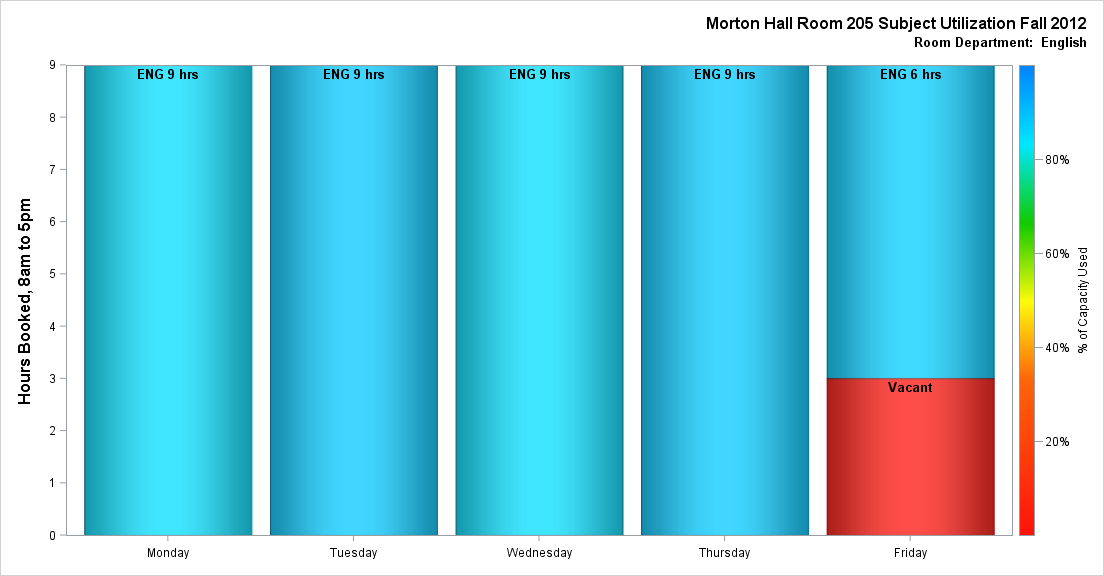 Morton Hall Room 205 Subject Utilization Fall 2012
Room Department:  English
Hours Booked, 8am to 5pm
9
8
7
6
5
4
3
2
1
0
ENG 9 hrs
ENG 9 hrs
ENG 9 hrs
ENG 9 hrs
ENG 6 hrs
Vacant
Monday
Tuesday
Wednesday
Thursday
Friday
80%
60%
40%
20%
% of Capacity Used